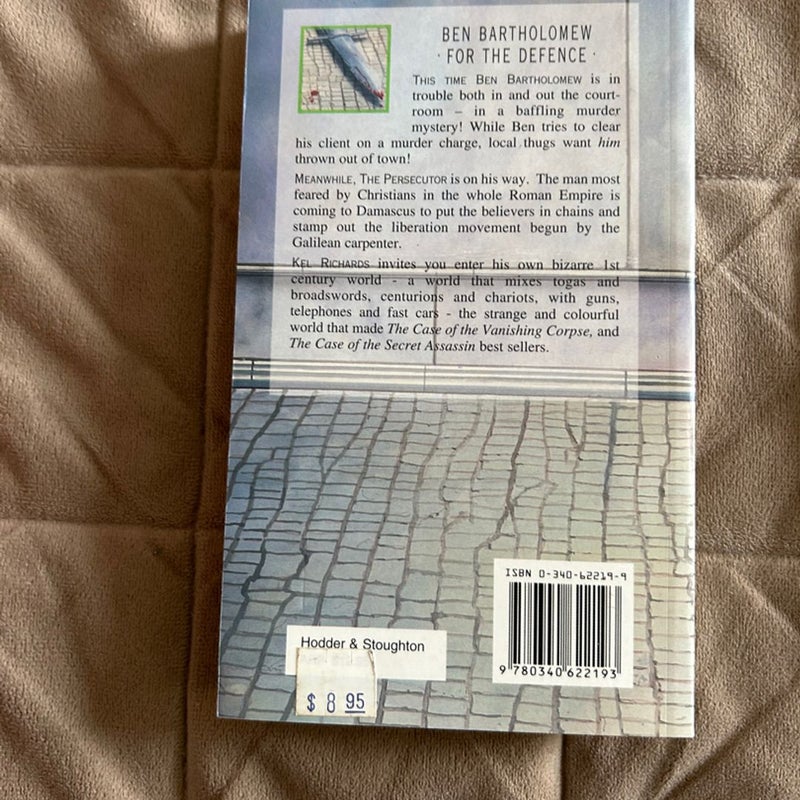 BEN BARTHOLOMEW
· FOR THE DEFENCE ·
THIS TIME BEN BARTHOLOMEW is in
trouble both in and out the court-
room – in a baffling murder
mystery! While Ben tries to clear
his client on a murder charge, local thugs want him
thrown out of town!
MEANWHILE, THE PERSECUTOR is on his way. The man most
feared by Christians in the whole Roman Empire is
coming to Damascus to put the believers in chains and
stamp out the liberation movement begun by the
Galilean carpenter.
KEL RICHARDS invites you enter his own bizarre 1st
century world - a world that mixes togas and
broadswords, centurions and chariots, with guns,
telephones and fast cars - the strange and colourful
world that made The Case of the Vanishing Corpse, and
The Case of the Secret Assassin best sellers.
ISBN 0-340-62219-9
9 780340 622193
Hodder & Stoughton
$ 8 95